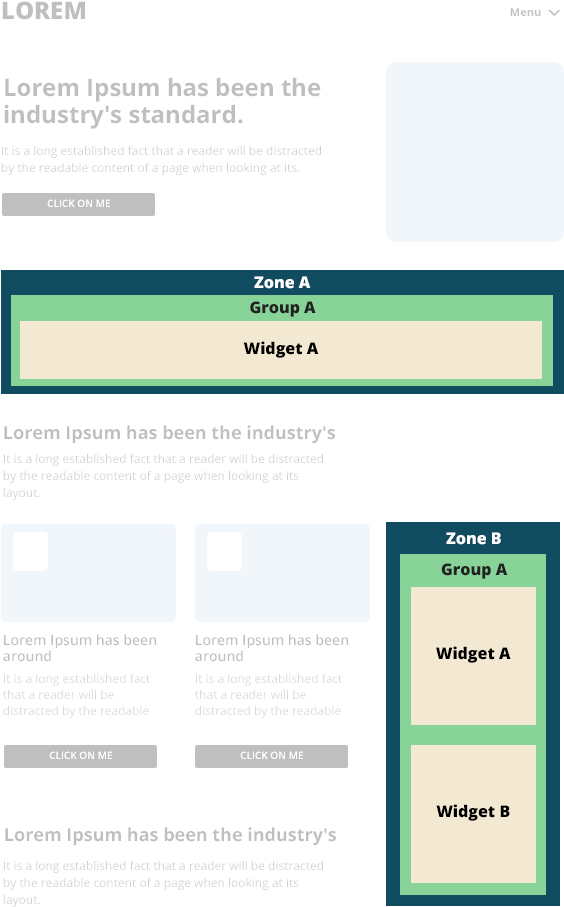 LOREM
Menu
Lorem Ipsum has been the
industry's standard.
It is a long established fact that a reader will be distracted
by the readable content of a page when looking at its.
CLICK ON ME
Zone A
Group A
Widget A
Lorem Ipsum has been the industry's
It is a long established fact that a reader will be distracted
by the readable content of a page when looking at its
layout.
Lorem Ipsum has been
around
It is a long established fact
that a reader will be
distracted by the readable
CLICK ON ME
Lorem Ipsum has been
around
It is a long established fact
that a reader will be
distracted by the readable
CLICK ON ME
Zone B
Group A
Widget A
Widget B
Lorem Ipsum has been the industry's
It is a long established fact that a reader will be distracted
by the readable content of a page when looking at its
layout.